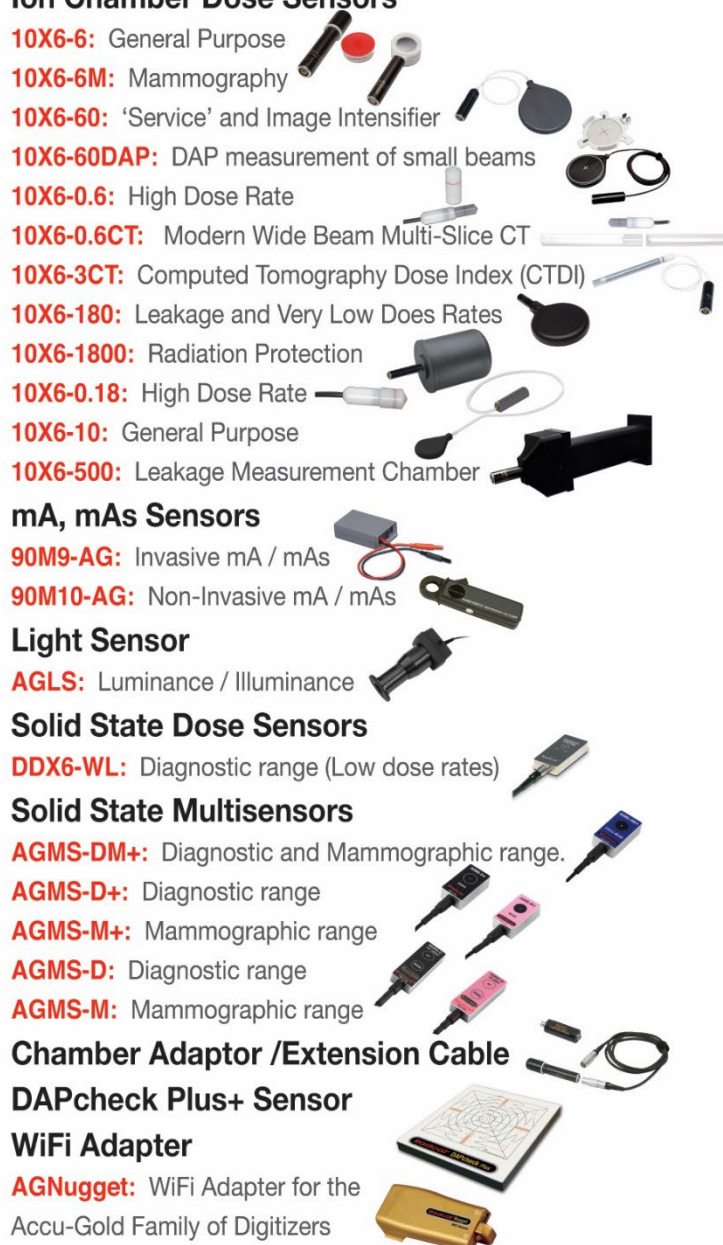 Ion Chamber Dose Sensors
10X6-6: General Purpose
10X6-6M: Mammography
10X6-60: ‘Service’ and Image Intensifier
10X6-60DAP: DAP measurement of small beams
10X6-0.6: High Dose Rate
10X6-0.6CT: Modern Wide Beam Multi-Slice CT
10X6-3CT: Computed Tomography Dose Index (CTDI)
10X6-180: Leakage and Very Low Does Rates
10X6-1800: Radiation Protection
10X6-0.18: High Dose Rate
10X6-10: General Purpose
10X6-500: Leakage Measurement Chamber
mA, mAs Sensors
90M9-AG: Invasive mA / mAs
90M10-AG: Non-Invasive mA / mAs
Light Sensor
AGLS: Luminance / Illuminance
Solid State Dose Sensors
DDX6-WL: Diagnostic range (Low dose rates)
Solid State Multisensors
AGMS-DM+: Diagnostic and Mammographic range.
AGMS-D+: Diagnostic range
AGMS-M+: Mammographic range
AGMS-D: Diagnostic range
AGMS-M: Mammographic range
Chamber Adaptor /Extension Cable
DAPcheck Plus+ Sensor
Radcal DAPcheck Plus
WiFi Adapter
AGNugget: WiFi Adapter for the
Accu-Gold Family of Digitizers